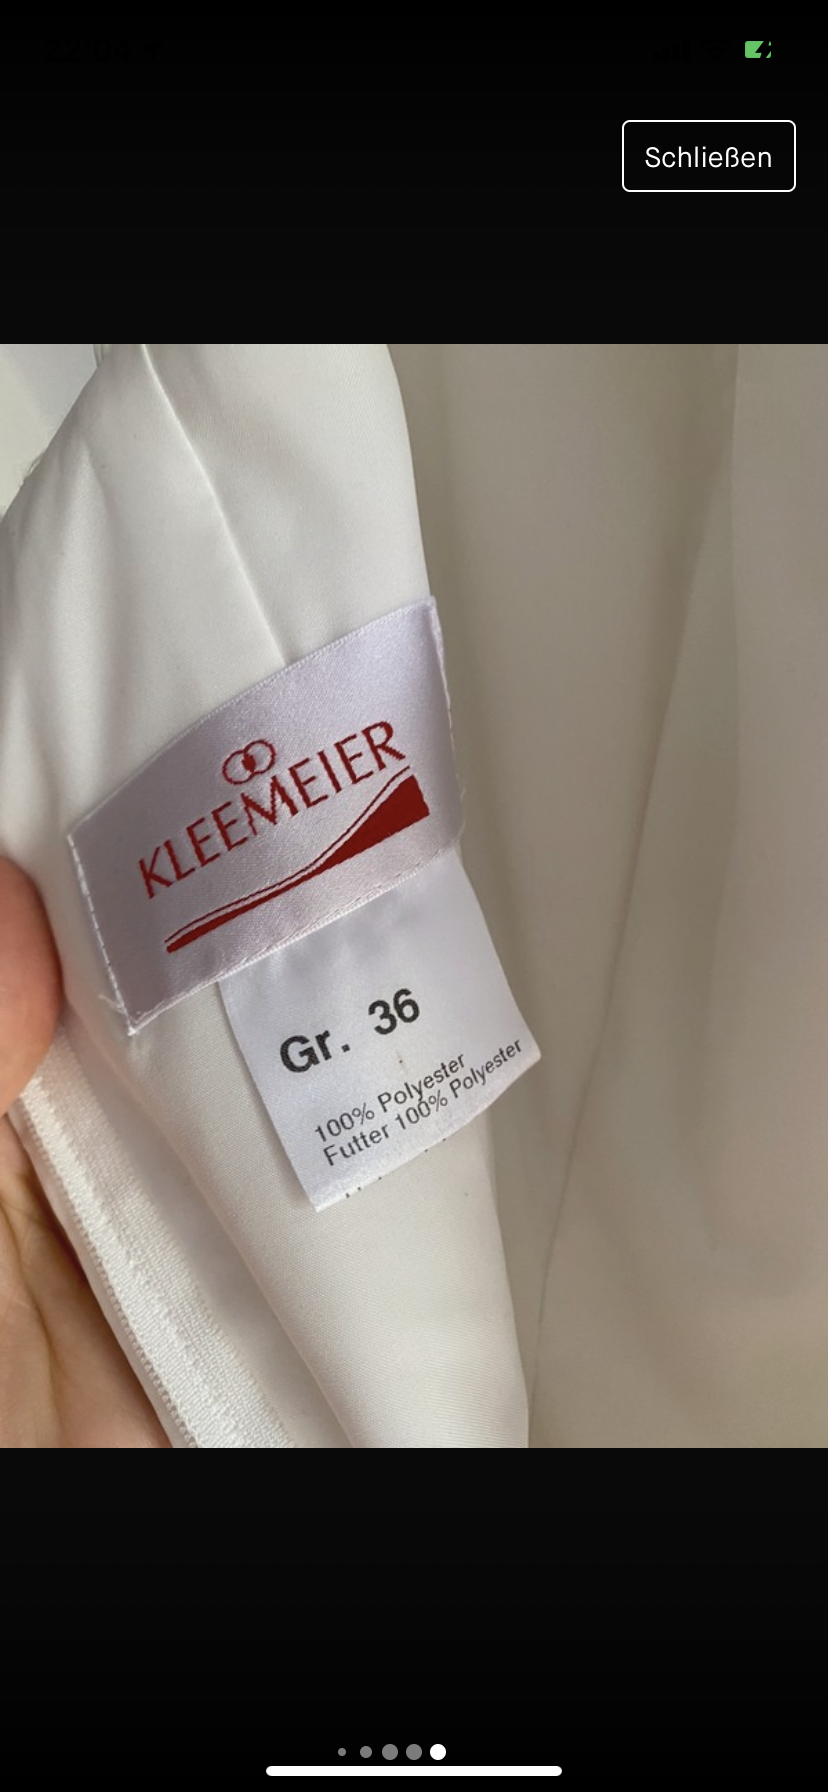 Schließen
KLEEMEIER
Gr. 36
100% Polyester
Futter 100% Polyester